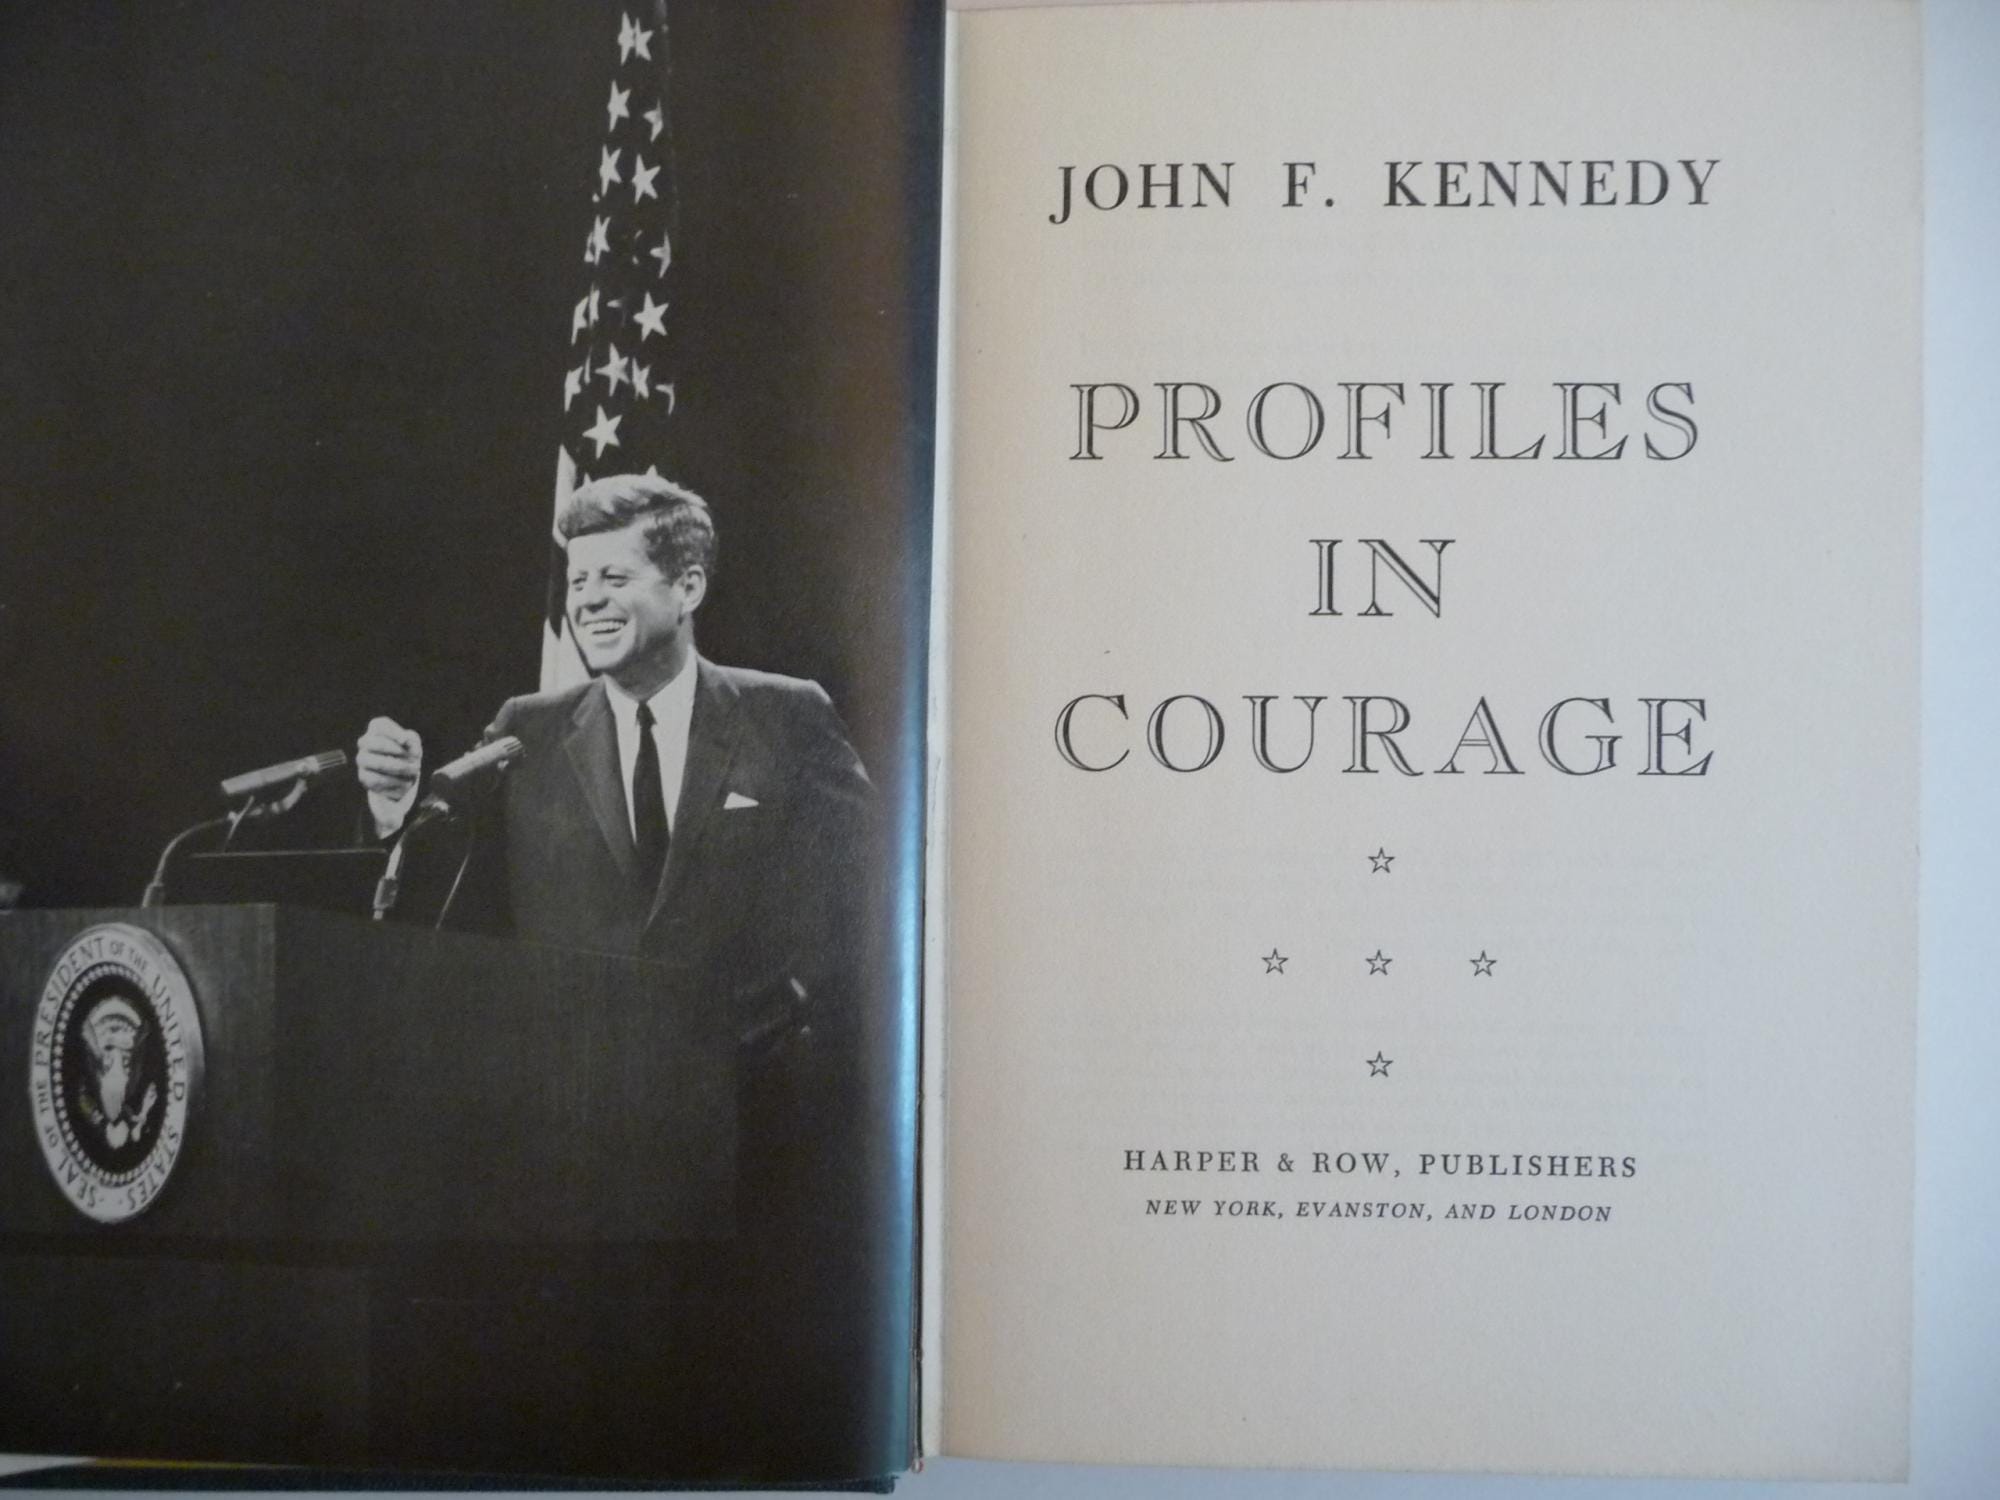 SEAL OF THE PRESIDENT OF THE UNITED STATES
JOHN F. KENNEDY
PROFILES
IN
COURAGE
HARPER & ROW, PUBLISHERS
NEW YORK, EVANSTON, AND LONDON